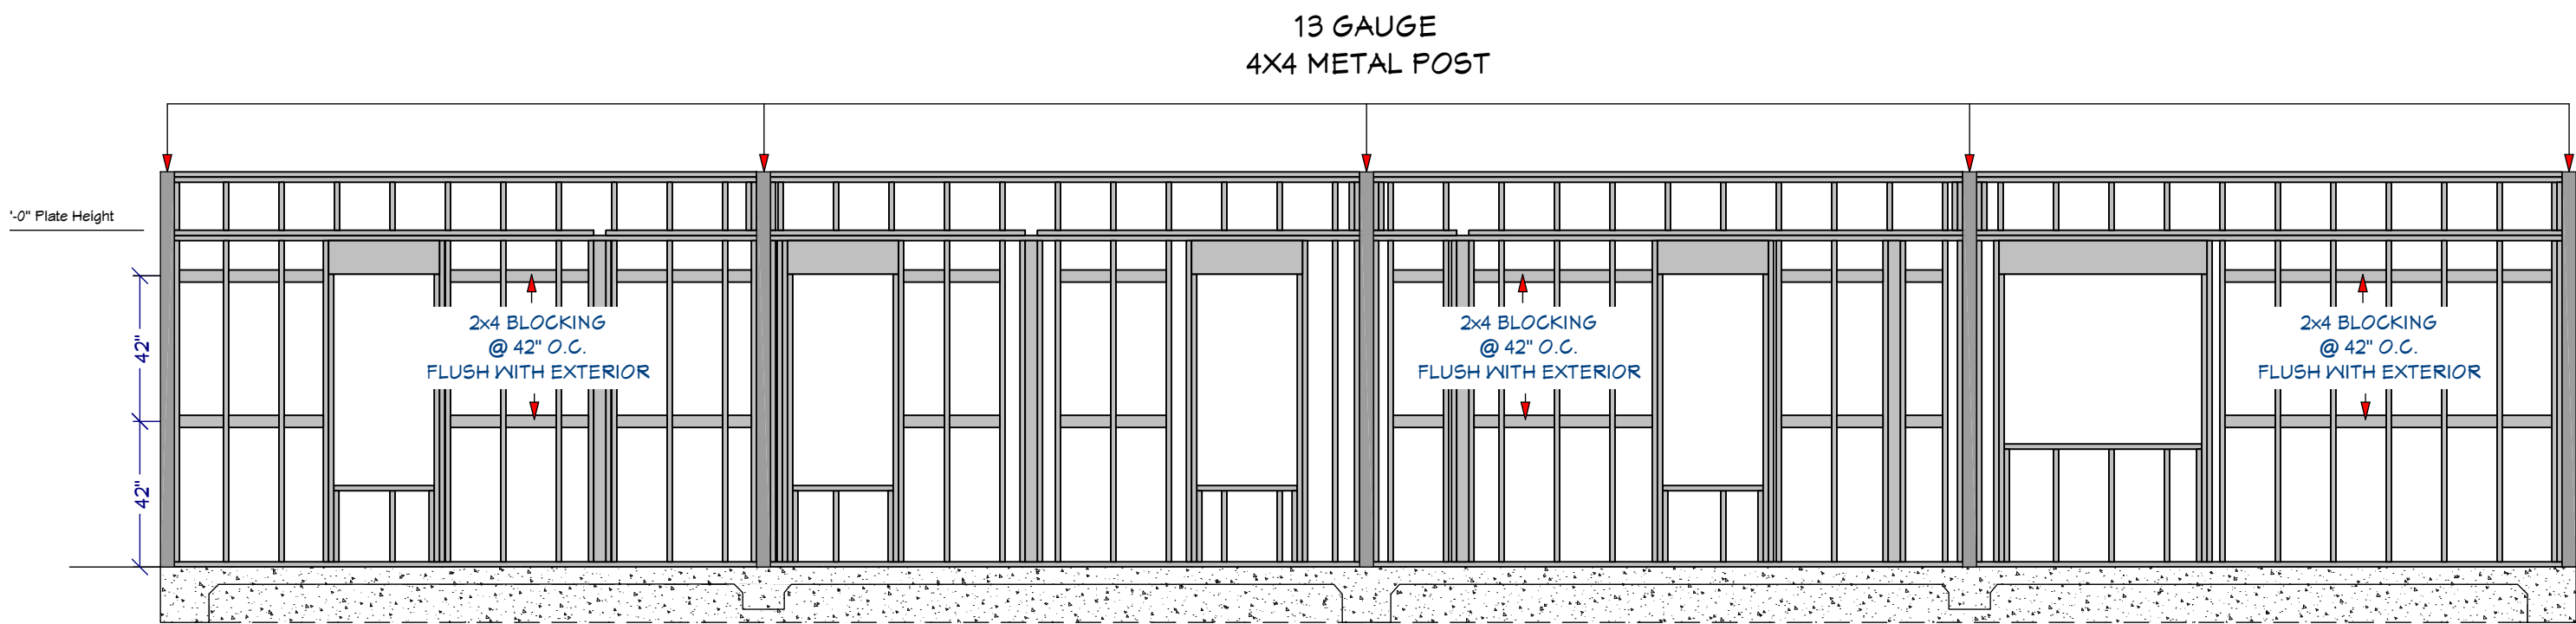 13 GAUGE
4X4 METAL POST
'-0" Plate Height
2x4 BLOCKING
@ 42" O.C.
FLUSH WITH EXTERIOR
2x4 BLOCKING
@ 42" O.C.
FLUSH WITH EXTERIOR
2x4 BLOCKING
@ 42" O.C.
FLUSH WITH EXTERIOR
42"
42"